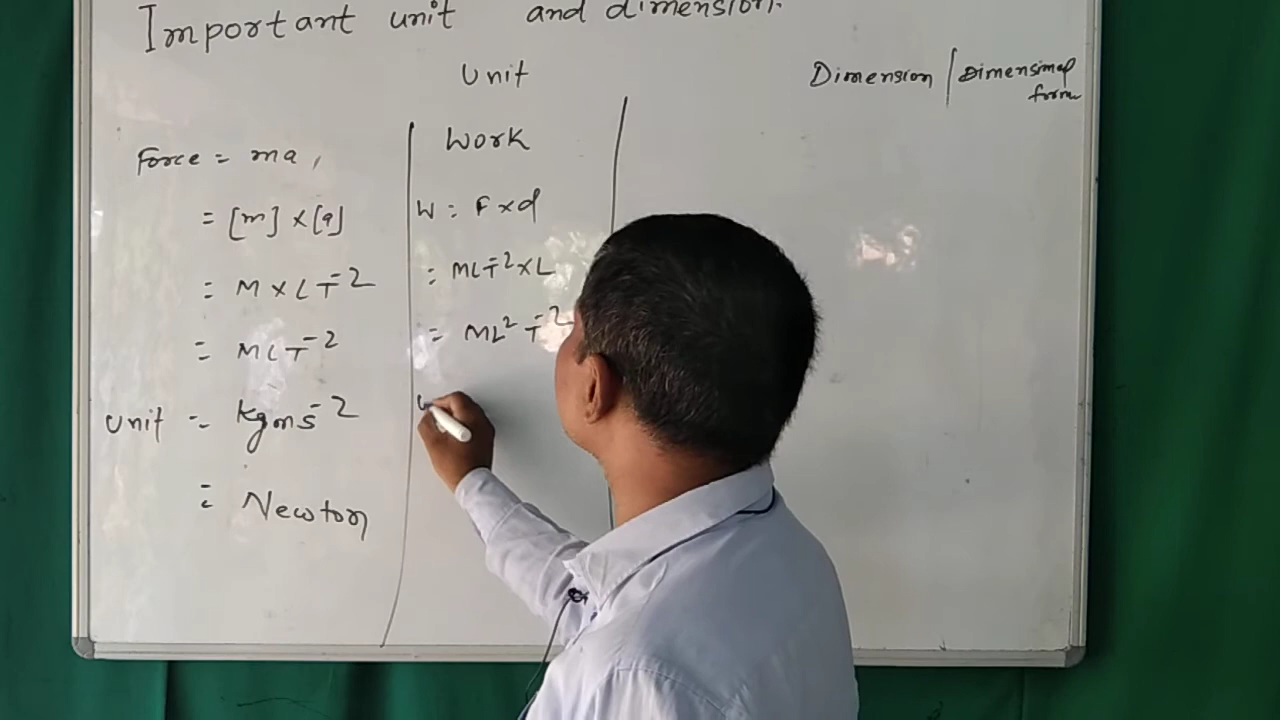 Important unit and dimension.
Unit
Dimension / Dimensional
form
Force = ma,
= [m] × [a]
= M × LT⁻²
= MLT⁻²
Unit = kgms⁻²
= Newton
Work
W = F×d
= MLT⁻²×L
= ML²T⁻²